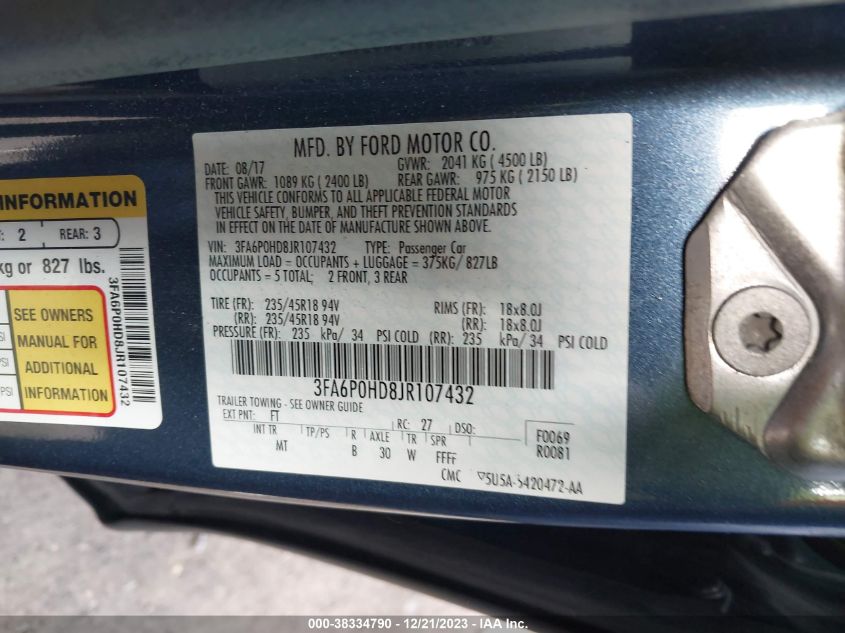 MFD. BY FORD MOTOR CO.
DATE: 08/17 GVWR: 2041 KG ( 4500 LB)
FRONT GAWR: 1089 KG ( 2400 LB) REAR GAWR: 975 KG ( 2150 LB)
THIS VEHICLE CONFORMS TO ALL APPLICABLE FEDERAL MOTOR
VEHICLE SAFETY, BUMPER, AND THEFT PREVENTION STANDARDS
IN EFFECT ON THE DATE OF MANUFACTURE SHOWN ABOVE.
VIN: 3FA6P0HD8JR107432 TYPE: Passenger Car
MAXIMUM LOAD = OCCUPANTS + LUGGAGE = 375KG/ 827LB
OCCUPANTS = 5 TOTAL; 2 FRONT, 3 REAR
TIRE (FR): 235/45R18 94V RIMS (FR): 18x8.0J
(RR): 235/45R18 94V (RR): 18x8.0J
PRESSURE (FR): 235 kPa/ 34 PSI COLD (RR): 235 kPa/ 34 PSI COLD
3FA6P0HD8JR107432
TRAILER TOWING - SEE OWNER GUIDE
EXT PNT: FT RC: 27 DSO:
INT TR TP/PS R AXLE TR SPR F0069
MT B 30 W FFFF R0081
CMC ▽5U5A-5420472-AA
INFORMATION
2 REAR: 3
kg or 827 lbs.
SEE OWNERS
MANUAL FOR
ADDITIONAL
INFORMATION
PSI
3FA6P0HD8JR107432
000-38334790 - 12/21/2023 - IAA Inc.